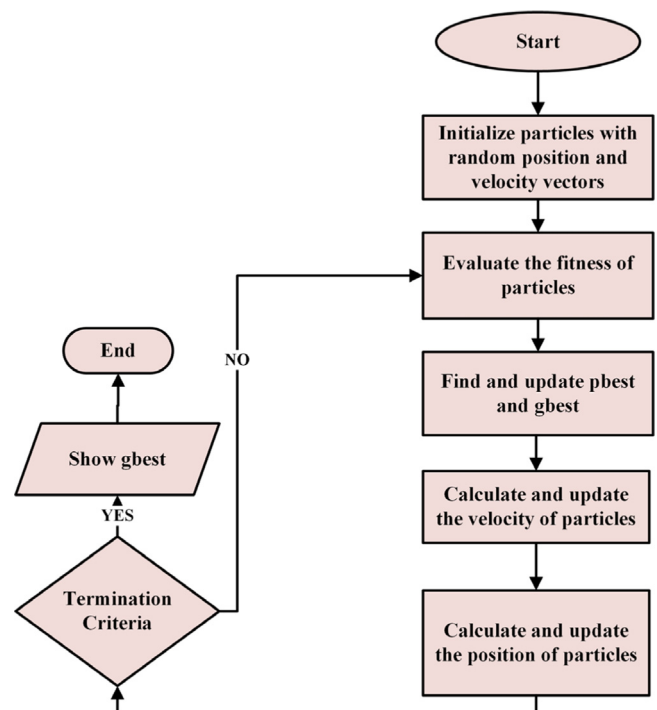 Start
Initialize particles with
random position and
velocity vectors
Evaluate the fitness of
particles
Find and update pbest
and gbest
Calculate and update
the velocity of particles
Calculate and update
the position of particles
Termination
Criteria
NO
YES
Show gbest
End